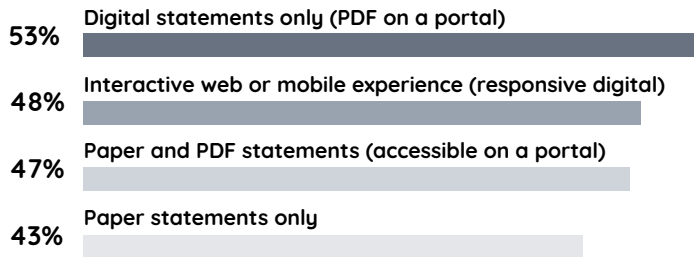 Digital statements only (PDF on a portal)
53%
Interactive web or mobile experience (responsive digital)
48%
Paper and PDF statements (accessible on a portal)
47%
Paper statements only
43%